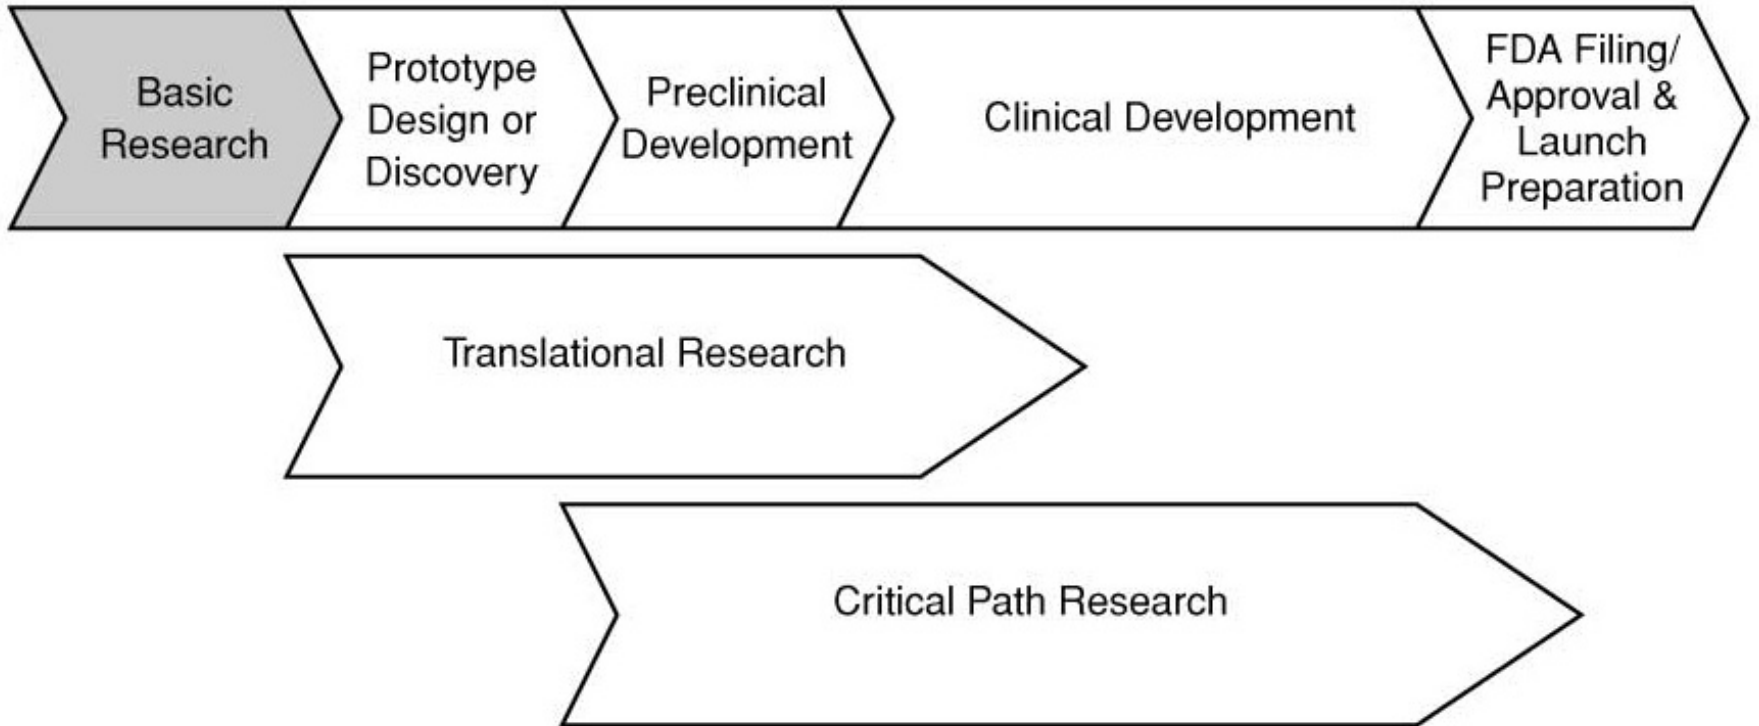 Basic
Research
Prototype
Design or
Discovery
Preclinical
Development
Clinical Development
FDA Filing/
Approval &
Launch
Preparation
Translational Research
Critical Path Research